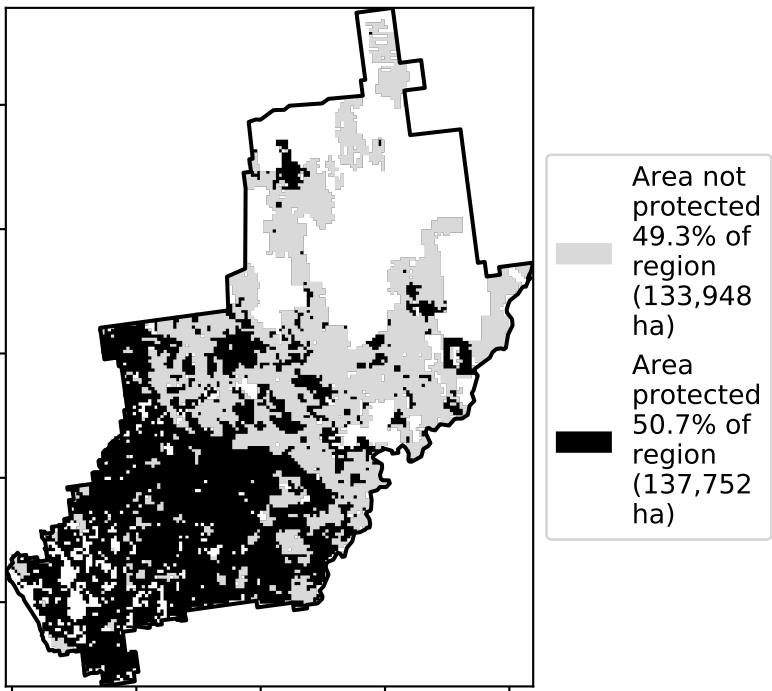 Area not
protected
49.3% of
region
(133,948
ha)
Area
protected
50.7% of
region
(137,752
ha)